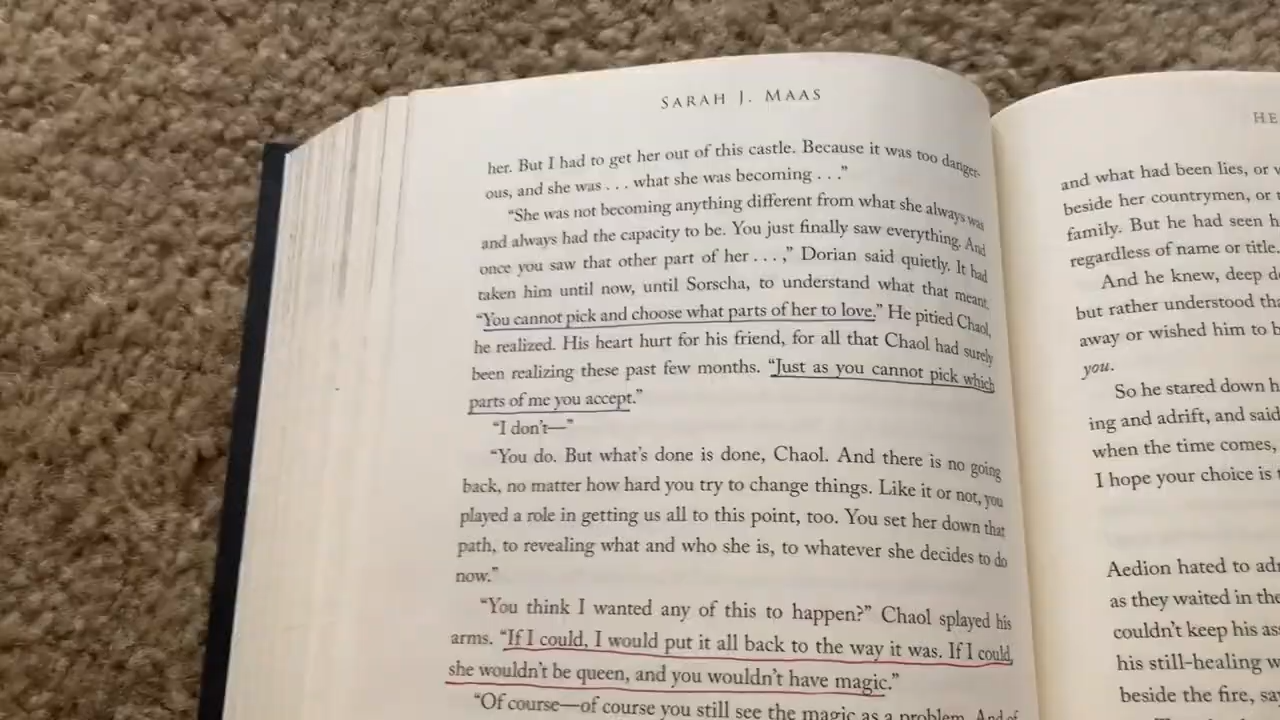 SARAH J. MAAS
her. But I had to get her out of this castle. Because it was too danger-
ous, and she was . . . what she was becoming . . .”
“She was not becoming anything different from what she always was
and always had the capacity to be. You just finally saw everything. And
once you saw that other part of her . . . ,” Dorian said quietly. It had
taken him until now, until Sorscha, to understand what that meant.
“You cannot pick and choose what parts of her to love.” He pitied Chaol,
he realized. His heart hurt for his friend, for all that Chaol had surely
been realizing these past few months. “Just as you cannot pick which
parts of me you accept.”
“I don’t—”
“You do. But what’s done is done, Chaol. And there is no going
back, no matter how hard you try to change things. Like it or not, you
played a role in getting us all to this point, too. You set her down that
path, to revealing what and who she is, to whatever she decides to do
now.”
“You think I wanted any of this to happen?” Chaol splayed his
arms. “If I could, I would put it all back to the way it was. If I could,
she wouldn’t be queen, and you wouldn’t have magic.”
“Of course—of course you still see the magic as a problem. And of
HE
and what had been lies, or
beside her countrymen, or
family. But he had seen
regardless of name or title.
And he knew, deep
but rather understood
away or wished him to
you.
So he stared down
ing and adrift, and said
when the time comes,
I hope your choice is
Aedion hated to
as they waited in the
couldn’t keep his
his still-healing
beside the fire,